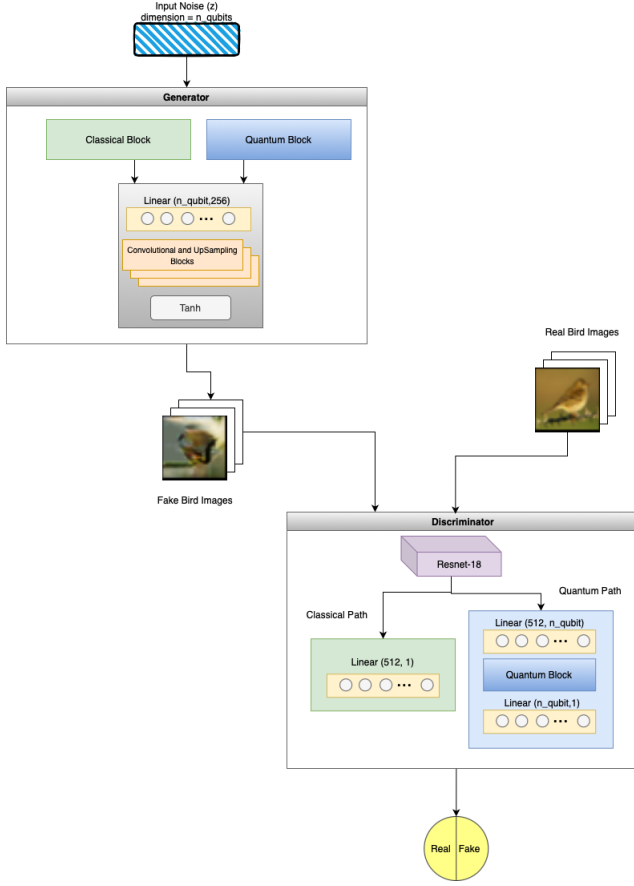 Input Noise (z)
dimension = n_qubits
Generator
Classical Block
Quantum Block
Linear (n_qubit,256)
Convolutional and UpSampling
Blocks
Tanh
Real Bird Images
Fake Bird Images
Discriminator
Resnet-18
Classical Path
Quantum Path
Linear (512, 1)
Linear (512, n_qubit)
Quantum Block
Linear (n_qubit,1)
Real
Fake